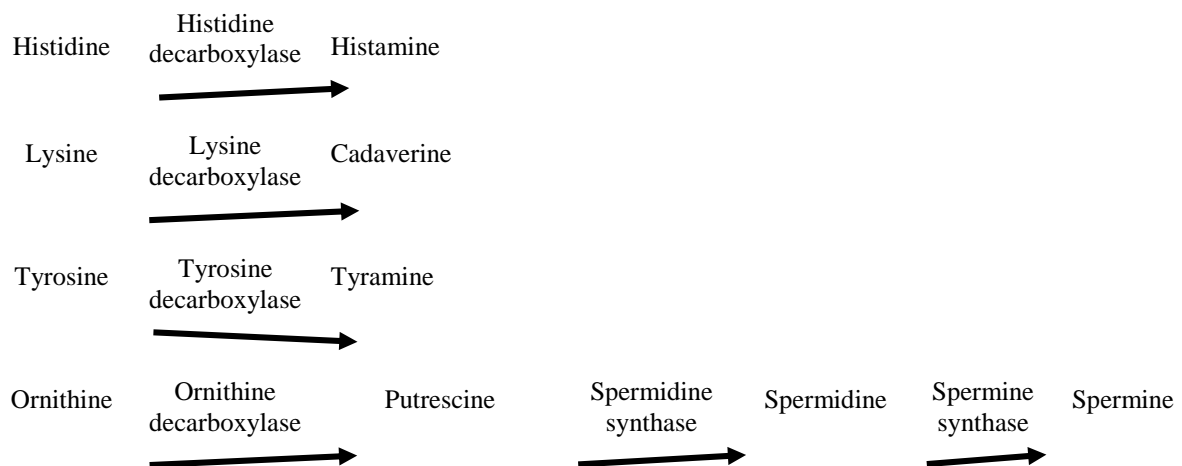 Histidine
Histidine
decarboxylase
Histamine
Lysine
Lysine
decarboxylase
Cadaverine
Tyrosine
Tyrosine
decarboxylase
Tyramine
Ornithine
Ornithine
decarboxylase
Putrescine
Spermidine
synthase
Spermidine
Spermine
synthase
Spermine